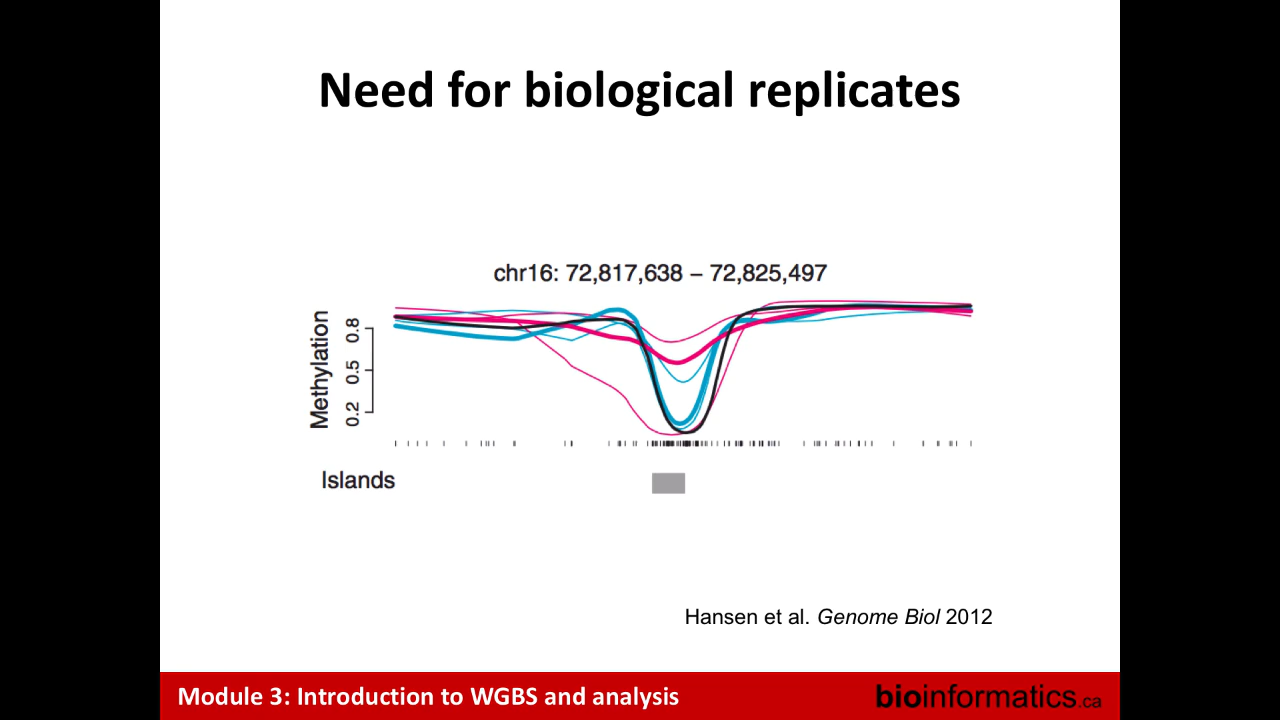 Need for biological replicates
chr16: 72,817,638 – 72,825,497
Methylation
0.8
0.5
0.2
Islands
Hansen et al. Genome Biol 2012
Module 3: Introduction to WGBS and analysis
bioinformatics.ca